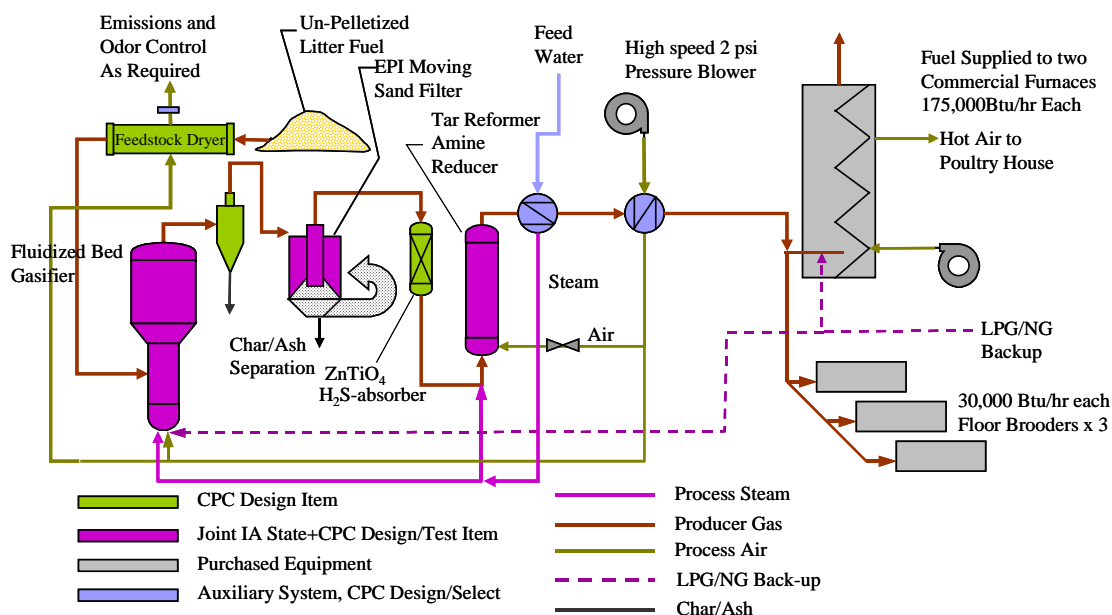 Emissions and
Odor Control
As Required
Un-Pelletized
Litter Fuel
EPI Moving
Sand Filter
Tar Reformer
Amine
Reducer
Feed
Water
High speed 2 psi
Pressure Blower
Fuel Supplied to two
Commercial Furnaces
175,000Btu/hr Each
Feedstock Dryer
Hot Air to
Poultry House
Fluidized Bed
Gasifier
Steam
Char/Ash
Separation
ZnTiO4
H2S-absorber
Air
LPG/NG
Backup
30,000 Btu/hr each
Floor Brooders x 3
CPC Design Item
Joint IA State+CPC Design/Test Item
Purchased Equipment
Auxiliary System, CPC Design/Select
Process Steam
Producer Gas
Process Air
LPG/NG Back-up
Char/Ash